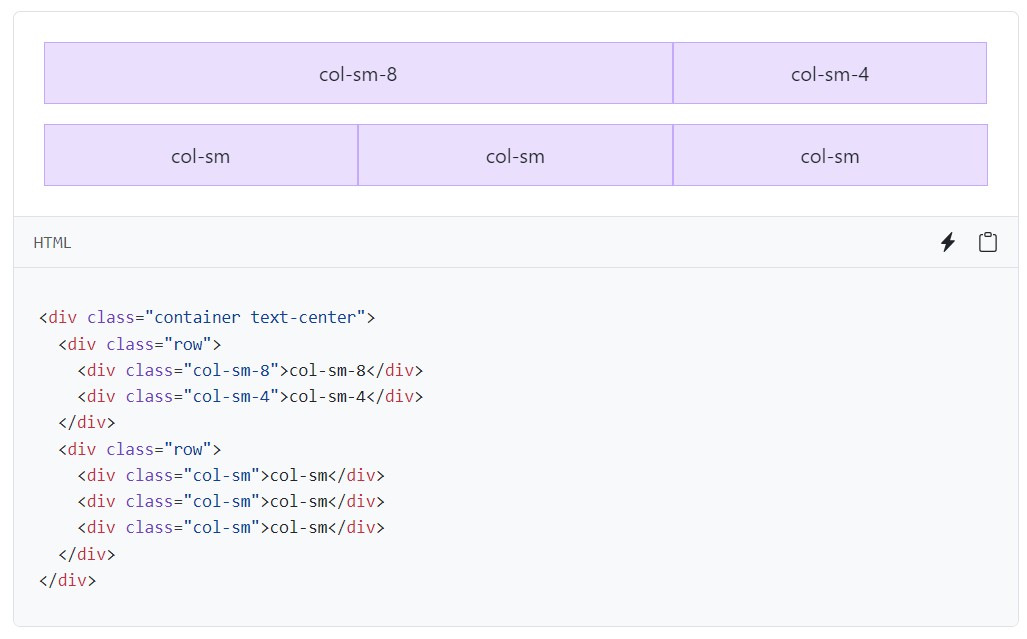 col-sm-8 col-sm-4
col-sm col-sm col-sm
HTML
<div class="container text-center">
  <div class="row">
    <div class="col-sm-8">col-sm-8</div>
    <div class="col-sm-4">col-sm-4</div>
  </div>
  <div class="row">
    <div class="col-sm">col-sm</div>
    <div class="col-sm">col-sm</div>
    <div class="col-sm">col-sm</div>
  </div>
</div>